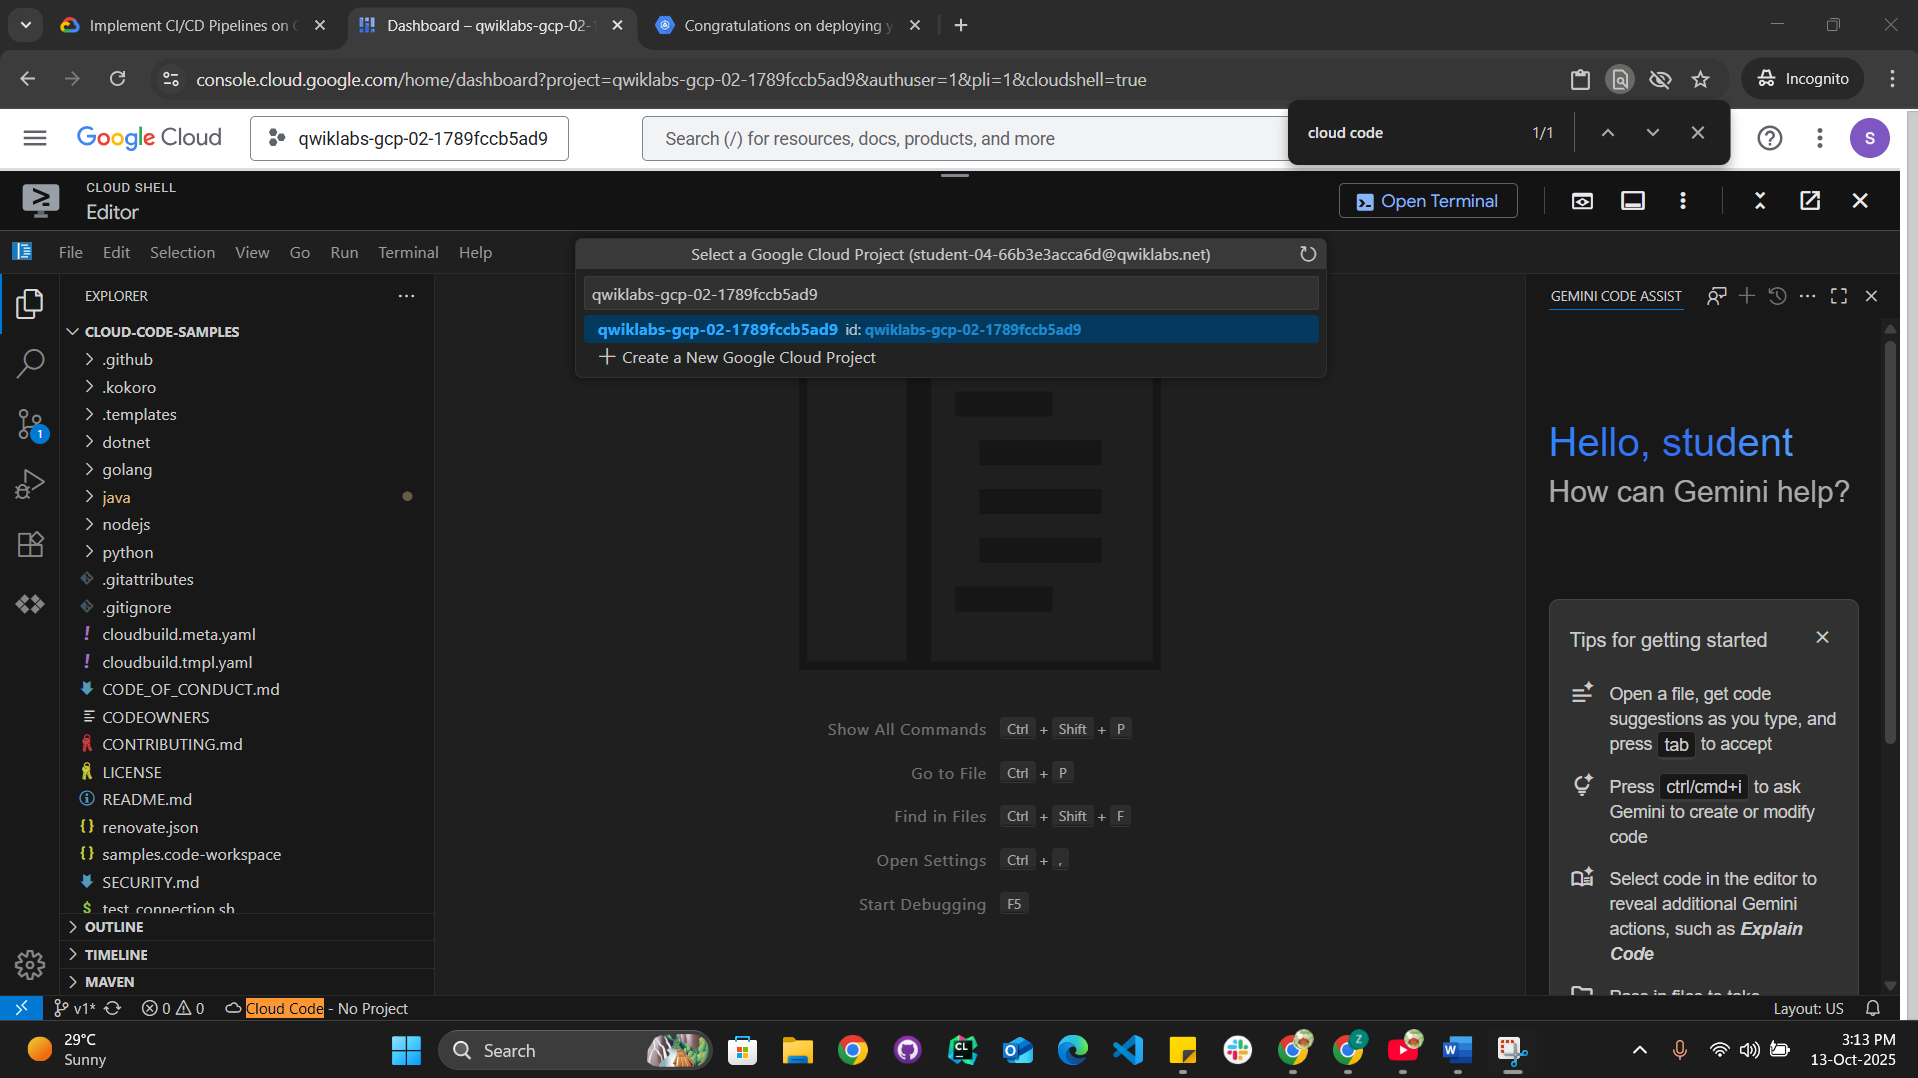 Implement CI/CD Pipelines on
Dashboard – qwiklabs-gcp-02-1
Congratulations on deploying y
console.cloud.google.com/home/dashboard?project=qwiklabs-gcp-02-1789fccb5ad9&authuser=1&pli=1&cloudshell=true
Incognito
Google Cloud
qwiklabs-gcp-02-1789fccb5ad9
Search (/) for resources, docs, products, and more
cloud code
1/1
S
CLOUD SHELL
Editor
Open Terminal
File
Edit
Selection
View
Go
Run
Terminal
Help
Select a Google Cloud Project (student-04-66b3e3acca6d@qwiklabs.net)
qwiklabs-gcp-02-1789fccb5ad9
qwiklabs-gcp-02-1789fccb5ad9 id: qwiklabs-gcp-02-1789fccb5ad9
+ Create a New Google Cloud Project
EXPLORER
CLOUD-CODE-SAMPLES
.github
.kokoro
.templates
dotnet
golang
java
nodejs
python
.gitattributes
.gitignore
cloudbuild.meta.yaml
cloudbuild.tmpl.yaml
CODE_OF_CONDUCT.md
CODEOWNERS
CONTRIBUTING.md
LICENSE
README.md
renovate.json
samples.code-workspace
SECURITY.md
test_connection.sh
OUTLINE
TIMELINE
MAVEN
1
Show All Commands Ctrl + Shift + P
Go to File Ctrl + P
Find in Files Ctrl + Shift + F
Open Settings Ctrl + ,
Start Debugging F5
GEMINI CODE ASSIST
Hello, student
How can Gemini help?
Tips for getting started
Open a file, get code
suggestions as you type, and
press tab to accept
Press ctrl/cmd+i to ask
Gemini to create or modify
code
Select code in the editor to
reveal additional Gemini
actions, such as Explain
Code
v1*
0
0
Cloud Code - No Project
Layout: US
29°C
Sunny
Search
3:13 PM
13-Oct-2025